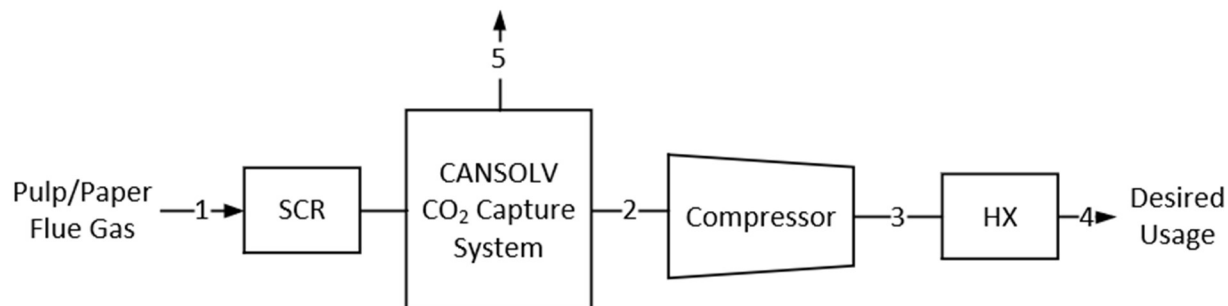 5
Pulp/Paper
Flue Gas
1
SCR
CANSOLV
CO₂ Capture
System
2
Compressor
3
HX
4
Desired
Usage